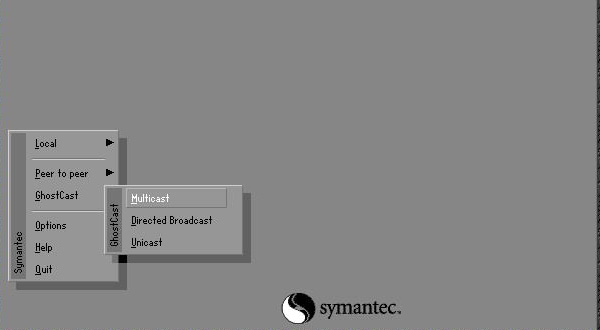 Local
Peer to peer
GhostCast
Options
Help
Quit
Symantec
Multicast
Directed Broadcast
Unicast
GhostCast
symantec.